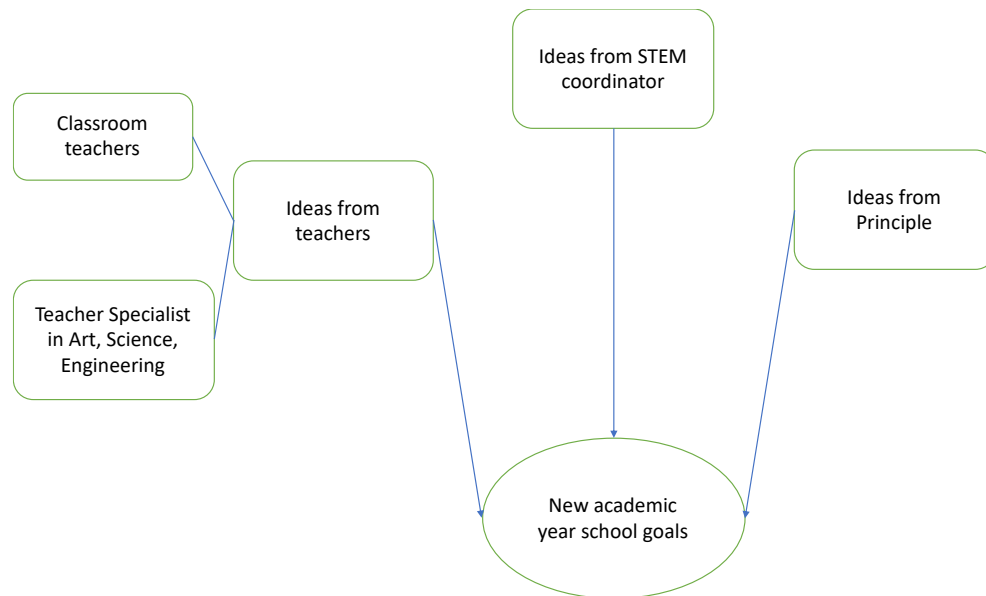 Ideas from STEM
coordinator
Classroom
teachers
Ideas from
teachers
Ideas from
Principle
Teacher Specialist
in Art, Science,
Engineering
New academic
year school goals